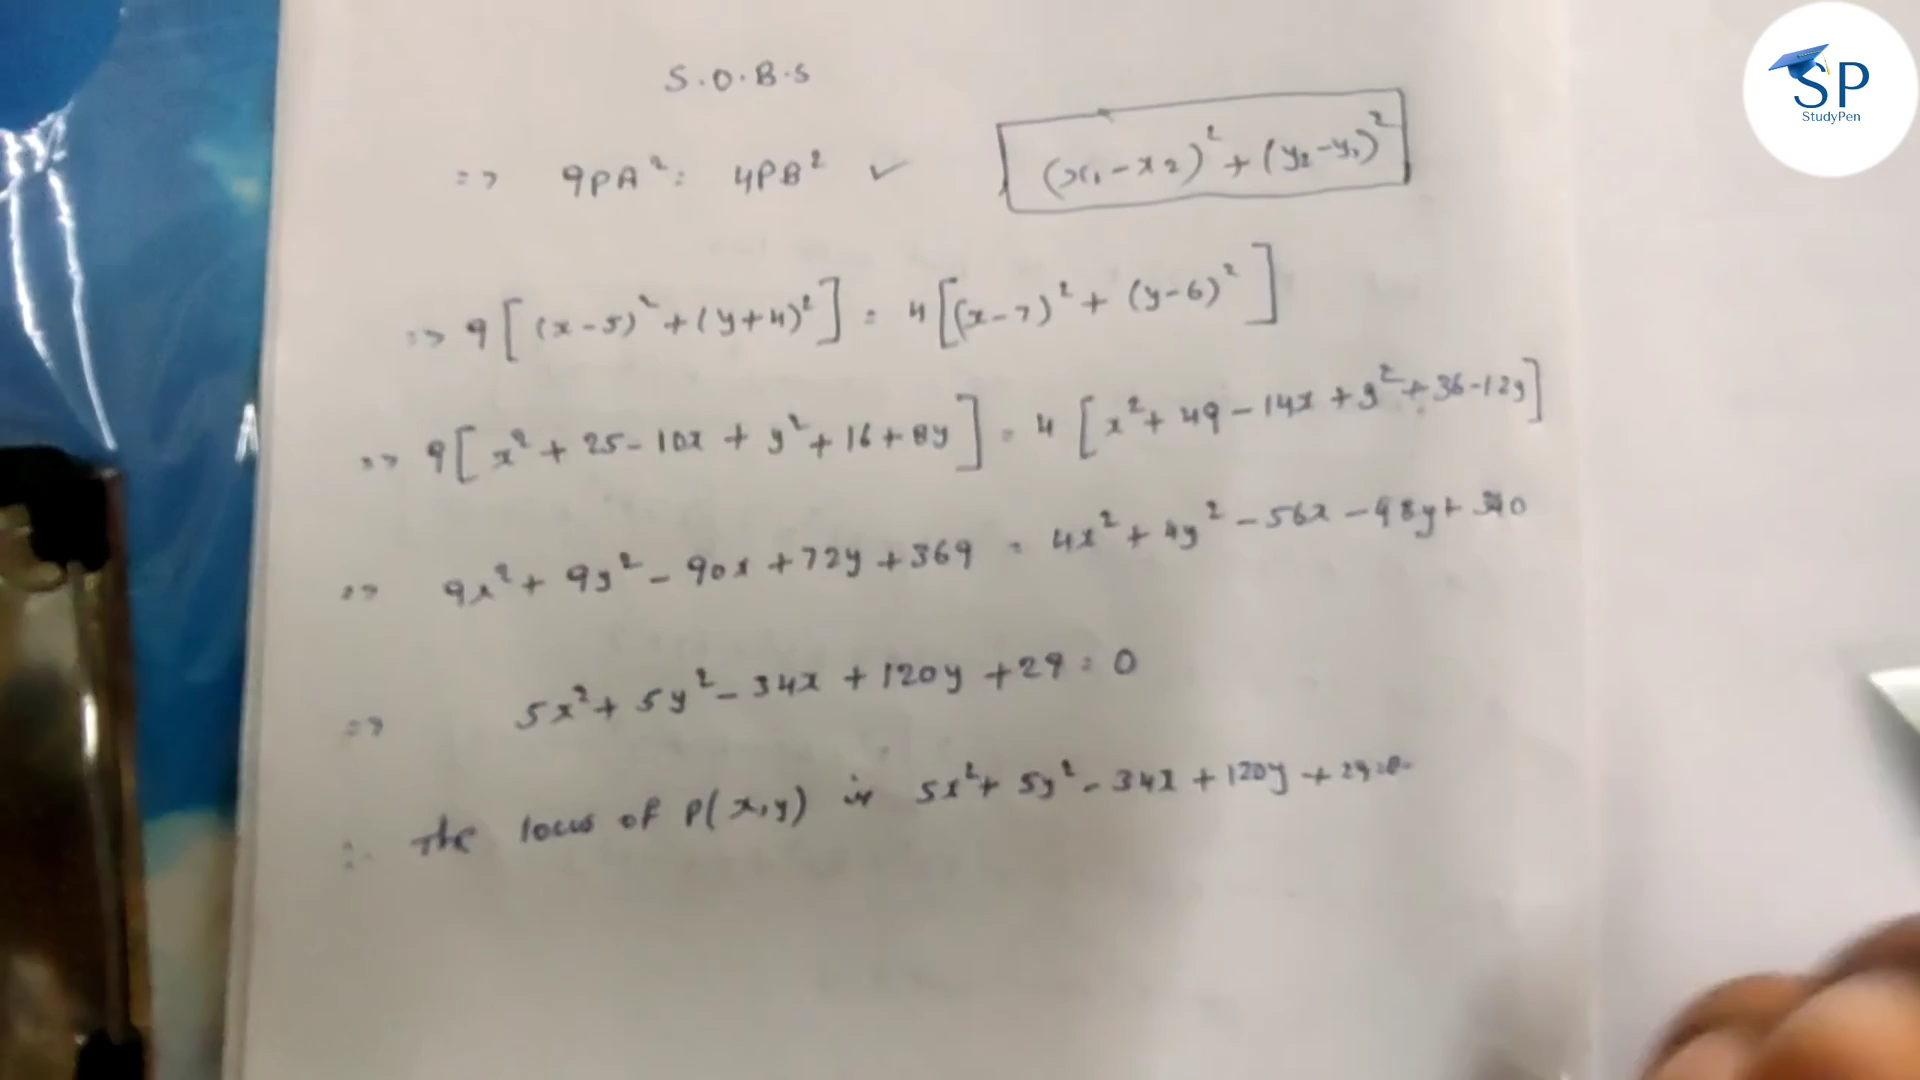 S.O.B.S
=> 9PA² = 4PB² ✓ (x₁-x₂)²+(y₂-y₁)²
=> 9[(x-5)²+(y+4)²] = 4[(x-7)²+(y-6)²]
=> 9[x²+25-10x+y²+16+8y] = 4[x²+49-14x+y²+36-12y]
=> 9x²+9y²-90x+72y+369 = 4x²+4y²-56x-48y+340
=> 5x²+5y²-34x+120y+29=0
∴ The locus of P(x,y) is 5x²+5y²-34x+120y+29=0.
SP
StudyPen